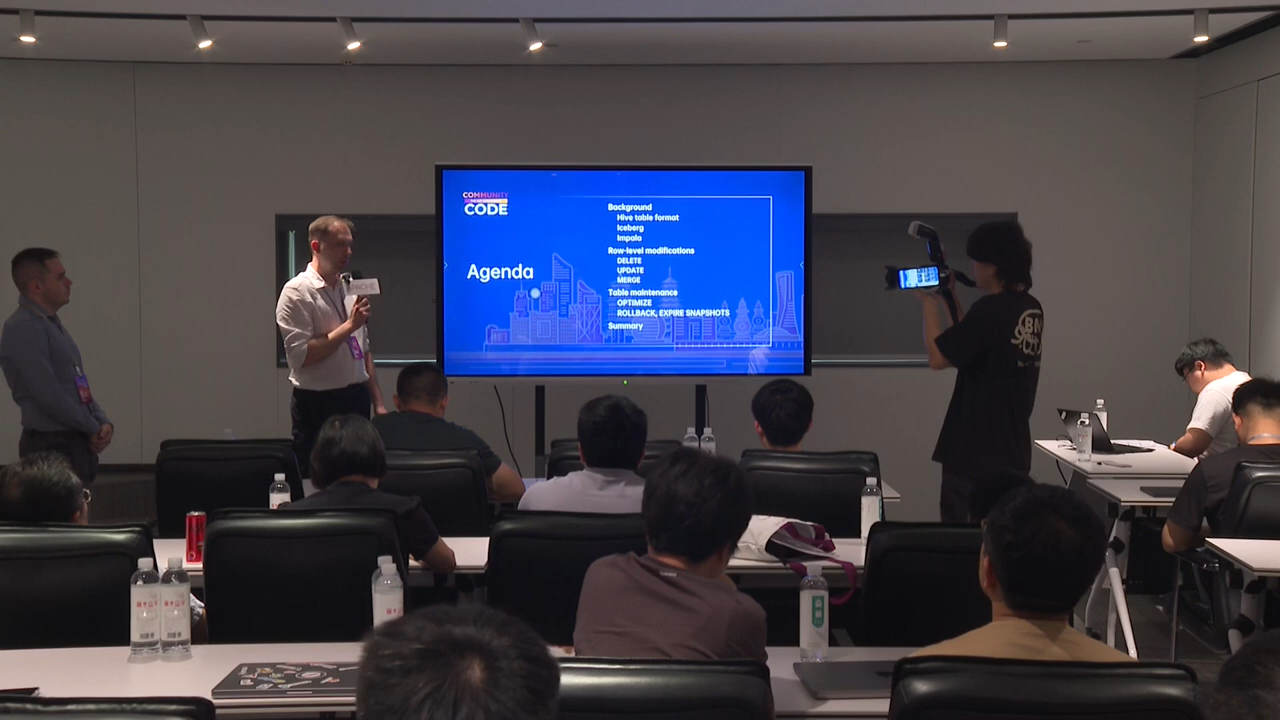 COMMUNITY
CODE
Agenda
Background
Hive table format
Iceberg
Impala
Row-level modifications
DELETE
UPDATE
MERGE
Table maintenance
OPTIMIZE
ROLLBACK, EXPIRE SNAPSHOTS
Summary
BN